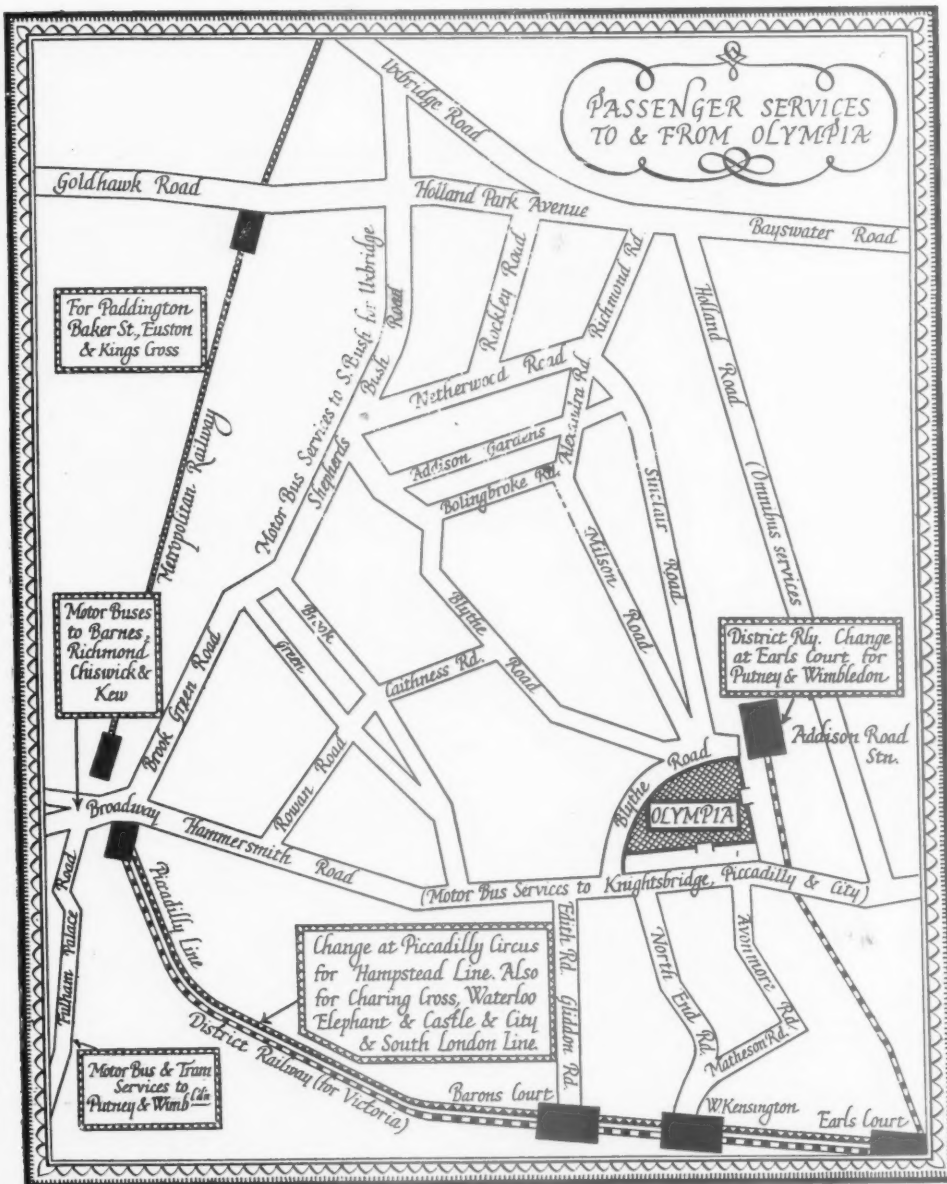 PASSENGER SERVICES
TO & FROM OLYMPIA
Uxbridge Road
Goldhawk Road
Holland Park Avenue
Bayswater Road
Rockley Road
Richmond Rd.
Holland Road (Omnibus services
For Paddington
Baker St., Euston
& Kings Cross
Metropolitan Railway
Motor Bus Services to S. Bush for Uxbridge
Shepherds Bush Road
Netherwood Road
Addison Gardens
Alexandra Rd.
Bolingbroke Rd.
Sinclair Road
Milson Road
Motor Buses
to Barnes,
Richmond
Chiswick &
Kew
Brook Green Road
Brook
Green
Blythe Road
Caithness Rd.
Rowan Road
District Rly. Change
at Earls Court for
Putney & Wimbledon
Addison Road
Stn.
Blythe Road
OLYMPIA
Broadway
Hammersmith Road
(Motor Bus Services to Knightsbridge, Piccadilly & City)
Fulham Palace Road
Piccadilly Line
District Railway (for Victoria)
Change at Piccadilly Circus
for Hampstead Line. Also
for Charing Cross, Waterloo
Elephant & Castle & City
& South London Line.
Edith Rd.
Gliddon Rd.
North End Rd.
Avonmore Rd.
Matheson Rd.
Motor Bus & Tram
Services to
Putney & Wimb'l'd'n
Barons Court
W Kensington
Earls Court